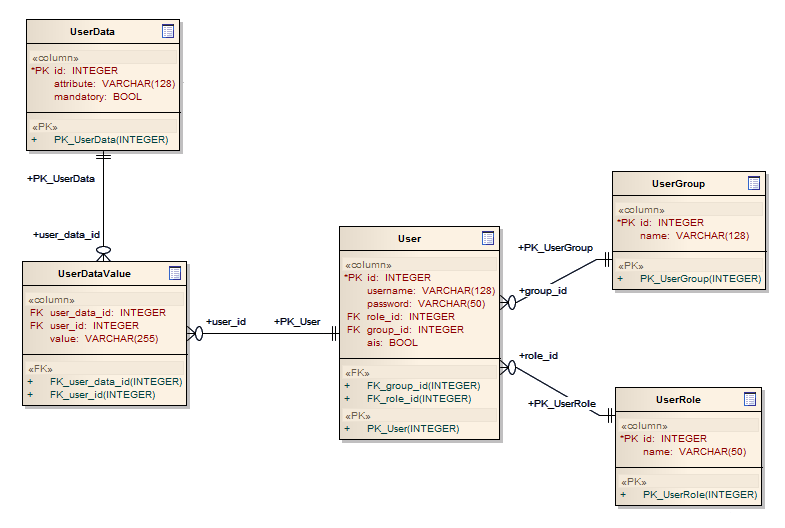 UserData
«column»
*PK id: INTEGER
attribute: VARCHAR(128)
mandatory: BOOL
«PK»
+ PK_UserData(INTEGER)
+PK_UserData
+user_data_id
UserDataValue
«column»
FK user_data_id: INTEGER
FK user_id: INTEGER
value: VARCHAR(255)
«FK»
+ FK_user_data_id(INTEGER)
+ FK_user_id(INTEGER)
+user_id
+PK_User
User
«column»
*PK id: INTEGER
username: VARCHAR(128)
password: VARCHAR(50)
FK role_id: INTEGER
FK group_id: INTEGER
ais: BOOL
«FK»
+ FK_group_id(INTEGER)
+ FK_role_id(INTEGER)
«PK»
+ PK_User(INTEGER)
+PK_UserGroup
+group_id
UserGroup
«column»
*PK id: INTEGER
name: VARCHAR(128)
«PK»
+ PK_UserGroup(INTEGER)
+role_id
+PK_UserRole
UserRole
«column»
*PK id: INTEGER
name: VARCHAR(50)
«PK»
+ PK_UserRole(INTEGER)